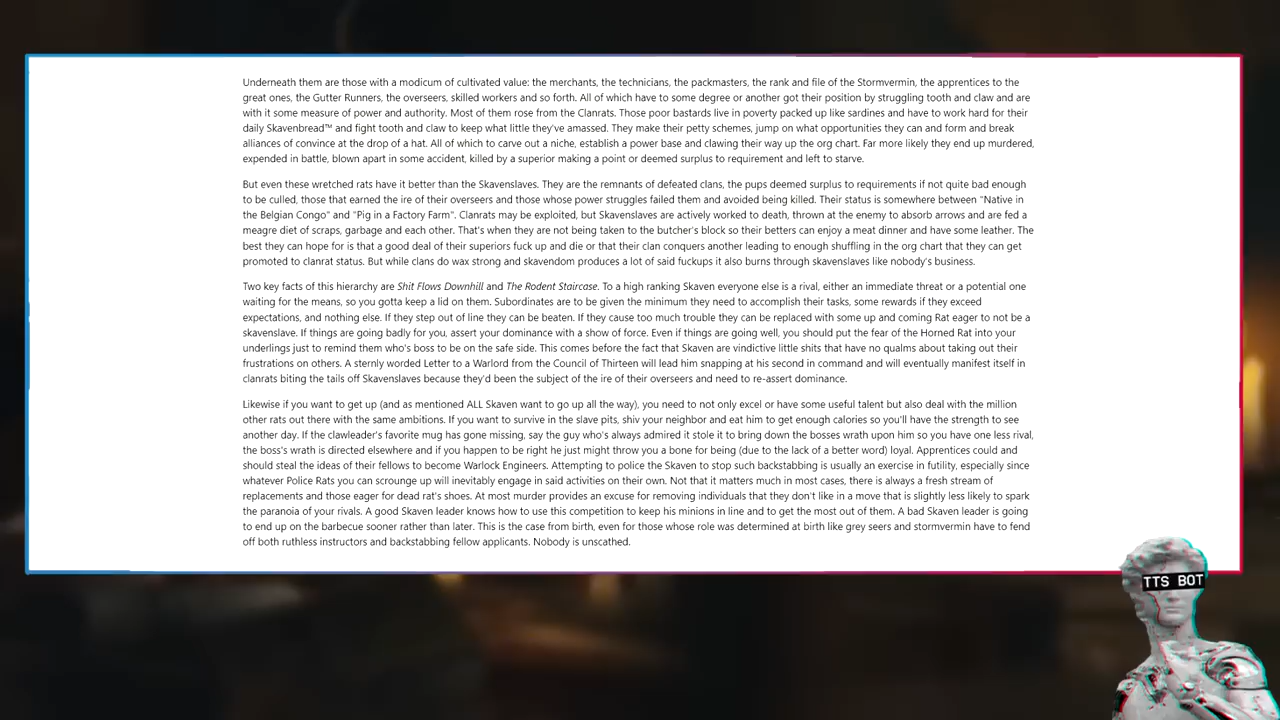 Underneath them are those with a modicum of cultivated value: the merchants, the technicians, the packmasters, the rank and file of the Stormvermin, the apprentices to the
great ones, the Gutter Runners, the overseers, skilled workers and so forth. All of which have to some degree or another got their position by struggling tooth and claw and are
with it some measure of power and authority. Most of them rose from the Clanrats. Those poor bastards live in poverty packed up like sardines and have to work hard for their
daily Skavenbread™ and fight tooth and claw to keep what little they've amassed. They make their petty schemes, jump on what opportunities they can and form and break
alliances of convince at the drop of a hat. All of which to carve out a niche, establish a power base and clawing their way up the org chart. Far more likely they end up murdered,
expended in battle, blown apart in some accident, killed by a superior making a point or deemed surplus to requirement and left to starve.
But even these wretched rats have it better than the Skavenslaves. They are the remnants of defeated clans, the pups deemed surplus to requirements if not quite bad enough
to be culled, those that earned the ire of their overseers and those whose power struggles failed them and avoided being killed. Their status is somewhere between "Native in
the Belgian Congo" and "Pig in a Factory Farm". Clanrats may be exploited, but Skavenslaves are actively worked to death, thrown at the enemy to absorb arrows and are fed a
meagre diet of scraps, garbage and each other. That's when they are not being taken to the butcher's block so their betters can enjoy a meat dinner and have some leather. The
best they can hope for is that a good deal of their superiors fuck up and die or that their clan conquers another leading to enough shuffling in the org chart that they can get
promoted to clanrat status. But while clans do wax strong and skavendom produces a lot of said fuckups it also burns through skavenslaves like nobody's business.
Two key facts of this hierarchy are Shit Flows Downhill and The Rodent Staircase. To a high ranking Skaven everyone else is a rival, either an immediate threat or a potential one
waiting for the means, so you gotta keep a lid on them. Subordinates are to be given the minimum they need to accomplish their tasks, some rewards if they exceed
expectations, and nothing else. If they step out of line they can be beaten. If they cause too much trouble they can be replaced with some up and coming Rat eager to not be a
skavenslave. If things are going badly for you, assert your dominance with a show of force. Even if things are going well, you should put the fear of the Horned Rat into your
underlings just to remind them who's boss to be on the safe side. This comes before the fact that Skaven are vindictive little shits that have no qualms about taking out their
frustrations on others. A sternly worded Letter to a Warlord from the Council of Thirteen will lead him snapping at his second in command and will eventually manifest itself in
clanrats biting the tails off Skavenslaves because they'd been the subject of the ire of their overseers and need to re-assert dominance.
Likewise if you want to get up (and as mentioned ALL Skaven want to go up all the way), you need to not only excel or have some useful talent but also deal with the million
other rats out there with the same ambitions. If you want to survive in the slave pits, shiv your neighbor and eat him to get enough calories so you'll have the strength to see
another day. If the clawleader's favorite mug has gone missing, say the guy who's always admired it stole it to bring down the bosses wrath upon him so you have one less rival,
the boss's wrath is directed elsewhere and if you happen to be right he just might throw you a bone for being (due to the lack of a better word) loyal. Apprentices could and
should steal the ideas of their fellows to become Warlock Engineers. Attempting to police the Skaven to stop such backstabbing is usually an exercise in futility, especially since
whatever Police Rats you can scrounge up will inevitably engage in said activities on their own. Not that it matters much in most cases, there is always a fresh stream of
replacements and those eager for dead rat's shoes. At most murder provides an excuse for removing individuals that they don't like in a move that is slightly less likely to spark
the paranoia of your rivals. A good Skaven leader knows how to use this competition to keep his minions in line and to get the most out of them. A bad Skaven leader is going
to end up on the barbecue sooner rather than later. This is the case from birth, even for those whose role was determined at birth like grey seers and stormvermin have to fend
off both ruthless instructors and backstabbing fellow applicants. Nobody is unscathed.
TTS BOT